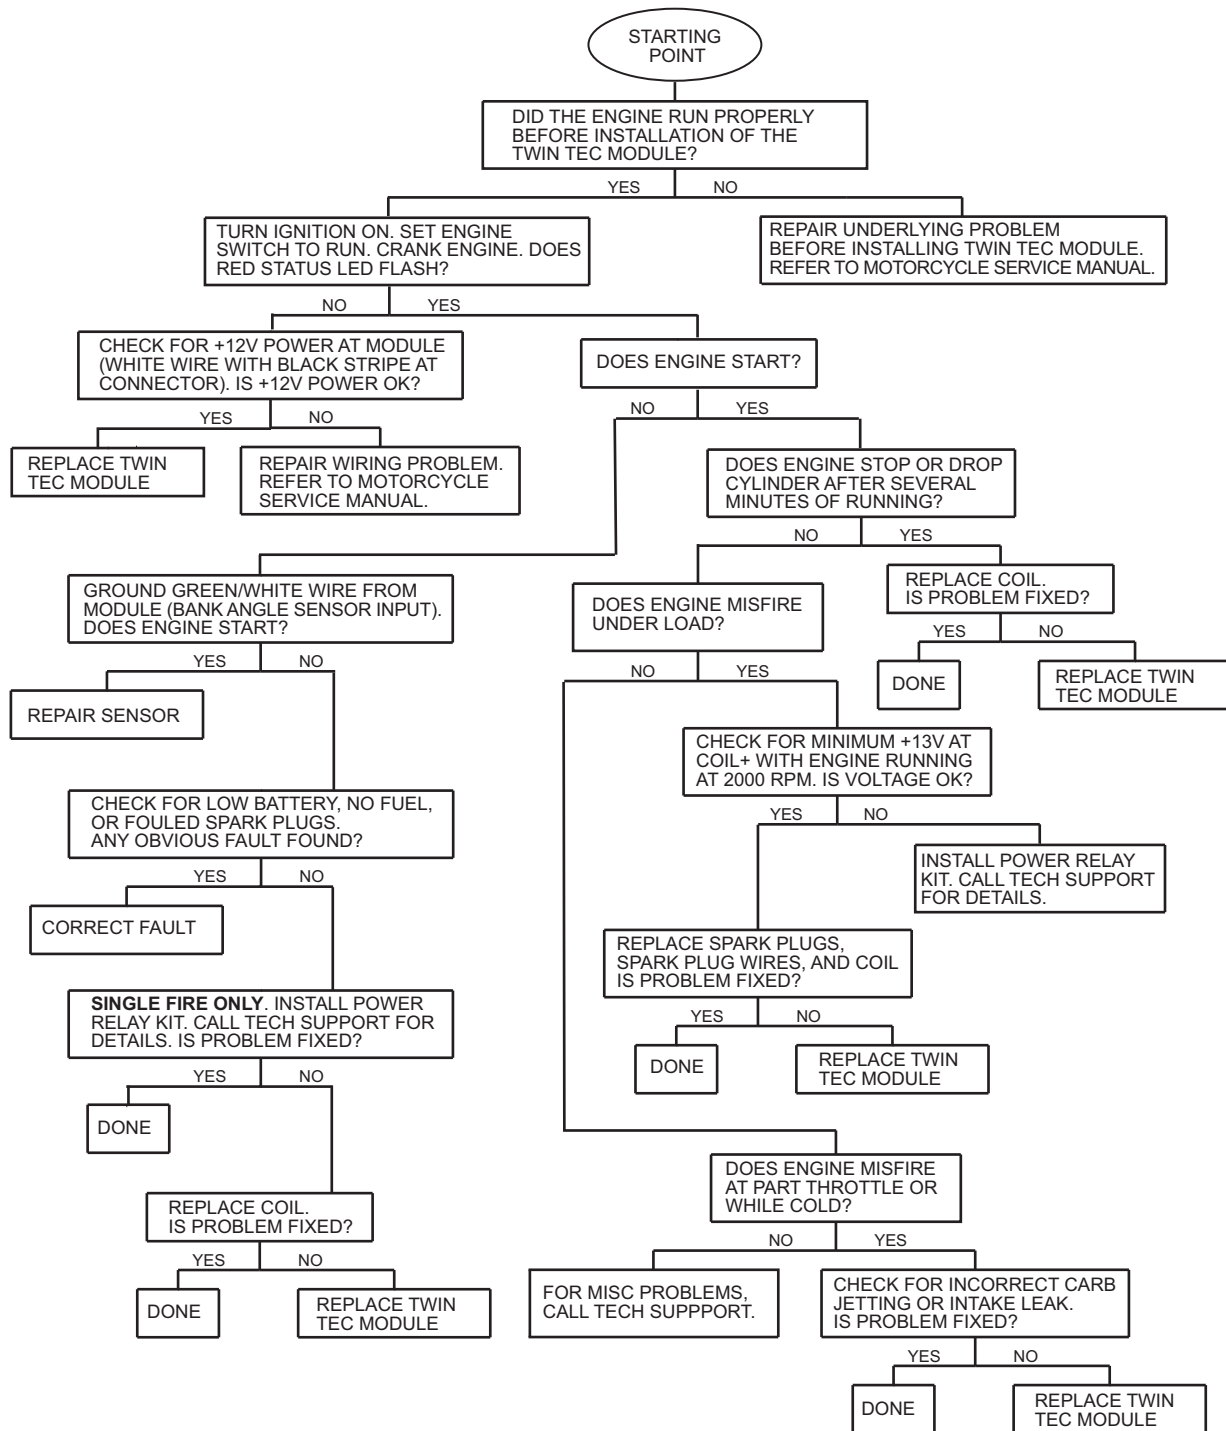 STARTING
POINT
DID THE ENGINE RUN PROPERLY
BEFORE INSTALLATION OF THE
TWIN TEC MODULE?
YES
NO
TURN IGNITION ON. SET ENGINE
SWITCH TO RUN. CRANK ENGINE. DOES
RED STATUS LED FLASH?
REPAIR UNDERLYING PROBLEM
BEFORE INSTALLING TWIN TEC MODULE.
REFER TO MOTORCYCLE SERVICE MANUAL.
NO
YES
CHECK FOR +12V POWER AT MODULE
(WHITE WIRE WITH BLACK STRIPE AT
CONNECTOR). IS +12V POWER OK?
DOES ENGINE START?
YES
NO
NO
YES
REPLACE TWIN
TEC MODULE
REPAIR WIRING PROBLEM.
REFER TO MOTORCYCLE
SERVICE MANUAL.
DOES ENGINE STOP OR DROP
CYLINDER AFTER SEVERAL
MINUTES OF RUNNING?
NO
YES
GROUND GREEN/WHITE WIRE FROM
MODULE (BANK ANGLE SENSOR INPUT).
DOES ENGINE START?
DOES ENGINE MISFIRE
UNDER LOAD?
REPLACE COIL.
IS PROBLEM FIXED?
YES
NO
NO
YES
YES
NO
REPAIR SENSOR
DONE
REPLACE TWIN
TEC MODULE
CHECK FOR MINIMUM +13V AT
COIL+ WITH ENGINE RUNNING
AT 2000 RPM. IS VOLTAGE OK?
CHECK FOR LOW BATTERY, NO FUEL,
OR FOULED SPARK PLUGS.
ANY OBVIOUS FAULT FOUND?
YES
NO
YES
NO
INSTALL POWER RELAY
KIT. CALL TECH SUPPORT
FOR DETAILS.
CORRECT FAULT
REPLACE SPARK PLUGS,
SPARK PLUG WIRES, AND COIL
IS PROBLEM FIXED?
SINGLE FIRE ONLY. INSTALL POWER
RELAY KIT. CALL TECH SUPPORT FOR
DETAILS. IS PROBLEM FIXED?
YES
NO
DONE
REPLACE TWIN
TEC MODULE
YES
NO
DONE
DOES ENGINE MISFIRE
AT PART THROTTLE OR
WHILE COLD?
REPLACE COIL.
IS PROBLEM FIXED?
NO
YES
YES
NO
DONE
REPLACE TWIN
TEC MODULE
FOR MISC PROBLEMS,
CALL TECH SUPPPORT.
CHECK FOR INCORRECT CARB
JETTING OR INTAKE LEAK.
IS PROBLEM FIXED?
YES
NO
DONE
REPLACE TWIN
TEC MODULE